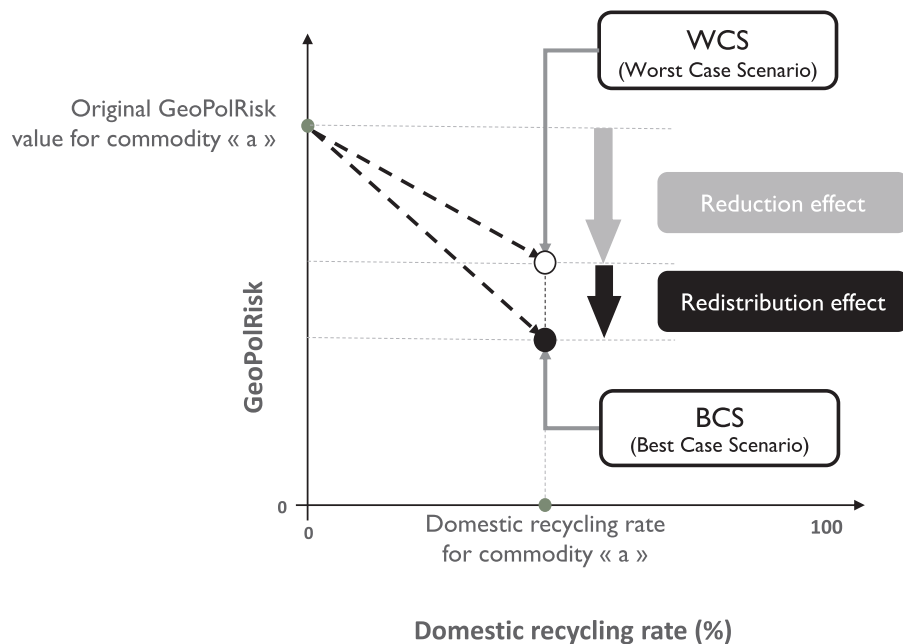 WCS
(Worst Case Scenario)
Original GeoPolRisk
value for commodity « a »
Reduction effect
Redistribution effect
GeoPolRisk
BCS
(Best Case Scenario)
0
0
Domestic recycling rate
for commodity « a »
100
Domestic recycling rate (%)